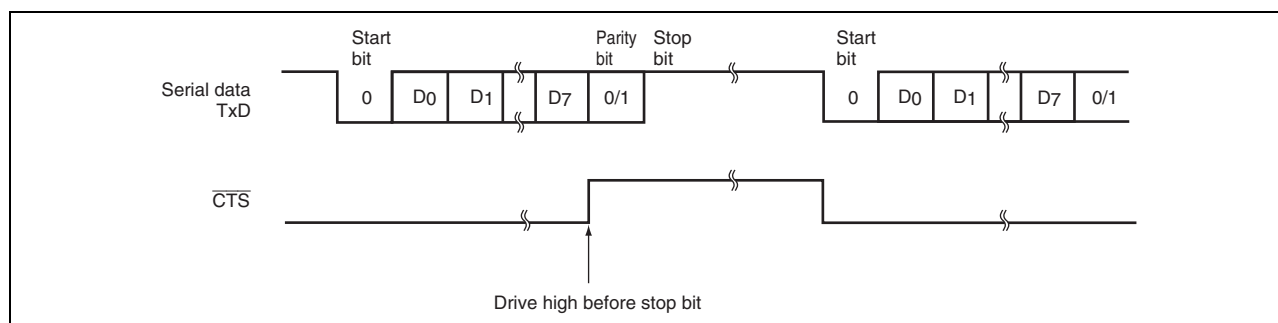 Start
bit
Parity
bit
Stop
bit
Start
bit
Serial data
TxD
0 D0 D1 D7 0/1 0 D0 D1 D7 0/1
CTS
Drive high before stop bit